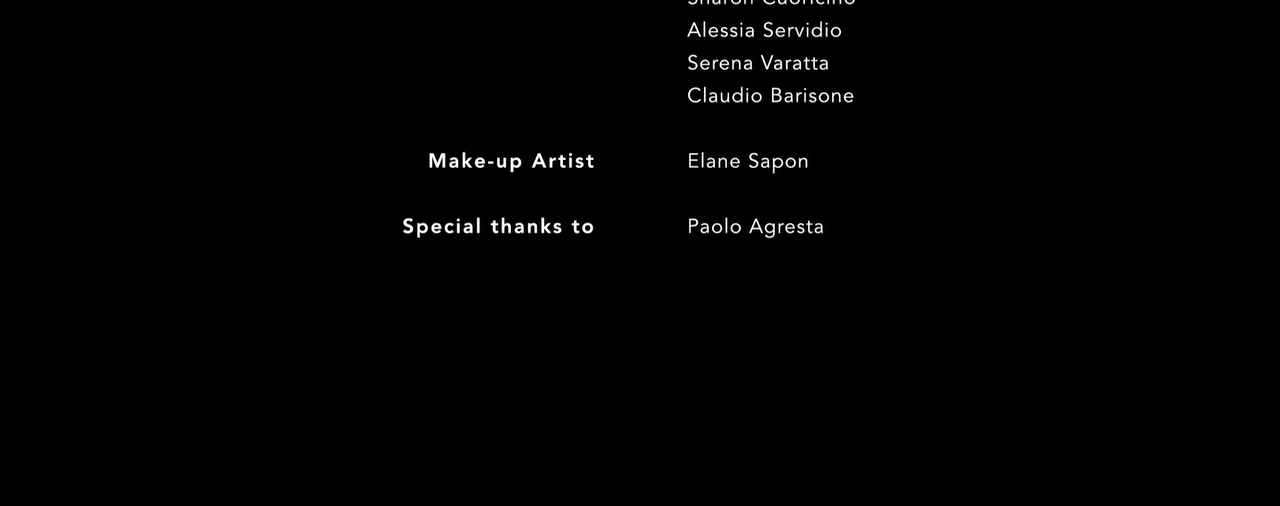 Alessia Servidio
Serena Varatta
Claudio Barisone
Make-up Artist Elane Sapon
Special thanks to Paolo Agresta